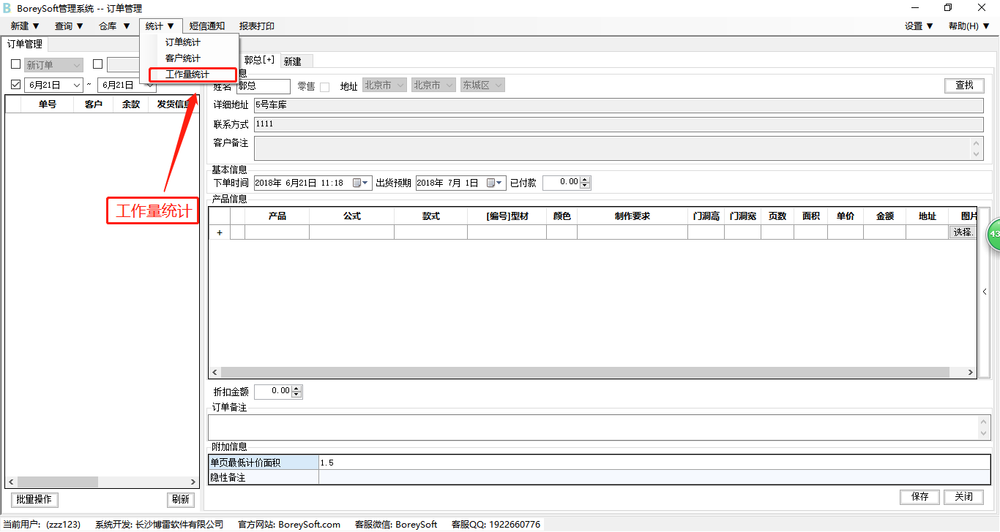 B BoreySoft管理系统 -- 订单管理
新建 ▼ 查询 ▼ 仓库 ▼ 统计 ▼ 短信通知 报表打印 设置 ▼ 帮助(H) ▼
订单管理
订单统计
客户统计
工作量统计
新订单
6月21日 ~ 6月21日
单号 客户 余款 发货信息
工作量统计
批量操作 刷新
郭总[+] 新建
息
姓名 郭总 零售 地址 北京市 北京市 东城区 查找
详细地址 5号车库
联系方式 1111
客户备注
基本信息
下单时间 2018年 6月21日 11:18 出货预期 2018年 7月 1日 已付款 0.00
产品信息
产品 公式 款式 [编号]型材 颜色 制作要求 门洞高 门洞宽 页数 面积 单价 金额 地址 图片
+ 选择.
43
折扣金额 0.00
订单备注
附加信息
单页最低计价面积 1.5
隐性备注
保存 关闭
当前用户: (zzz123) 系统开发: 长沙博雷软件有限公司 官方网站: BoreySoft.com 客服微信: BoreySoft 客服QQ: 1922660776